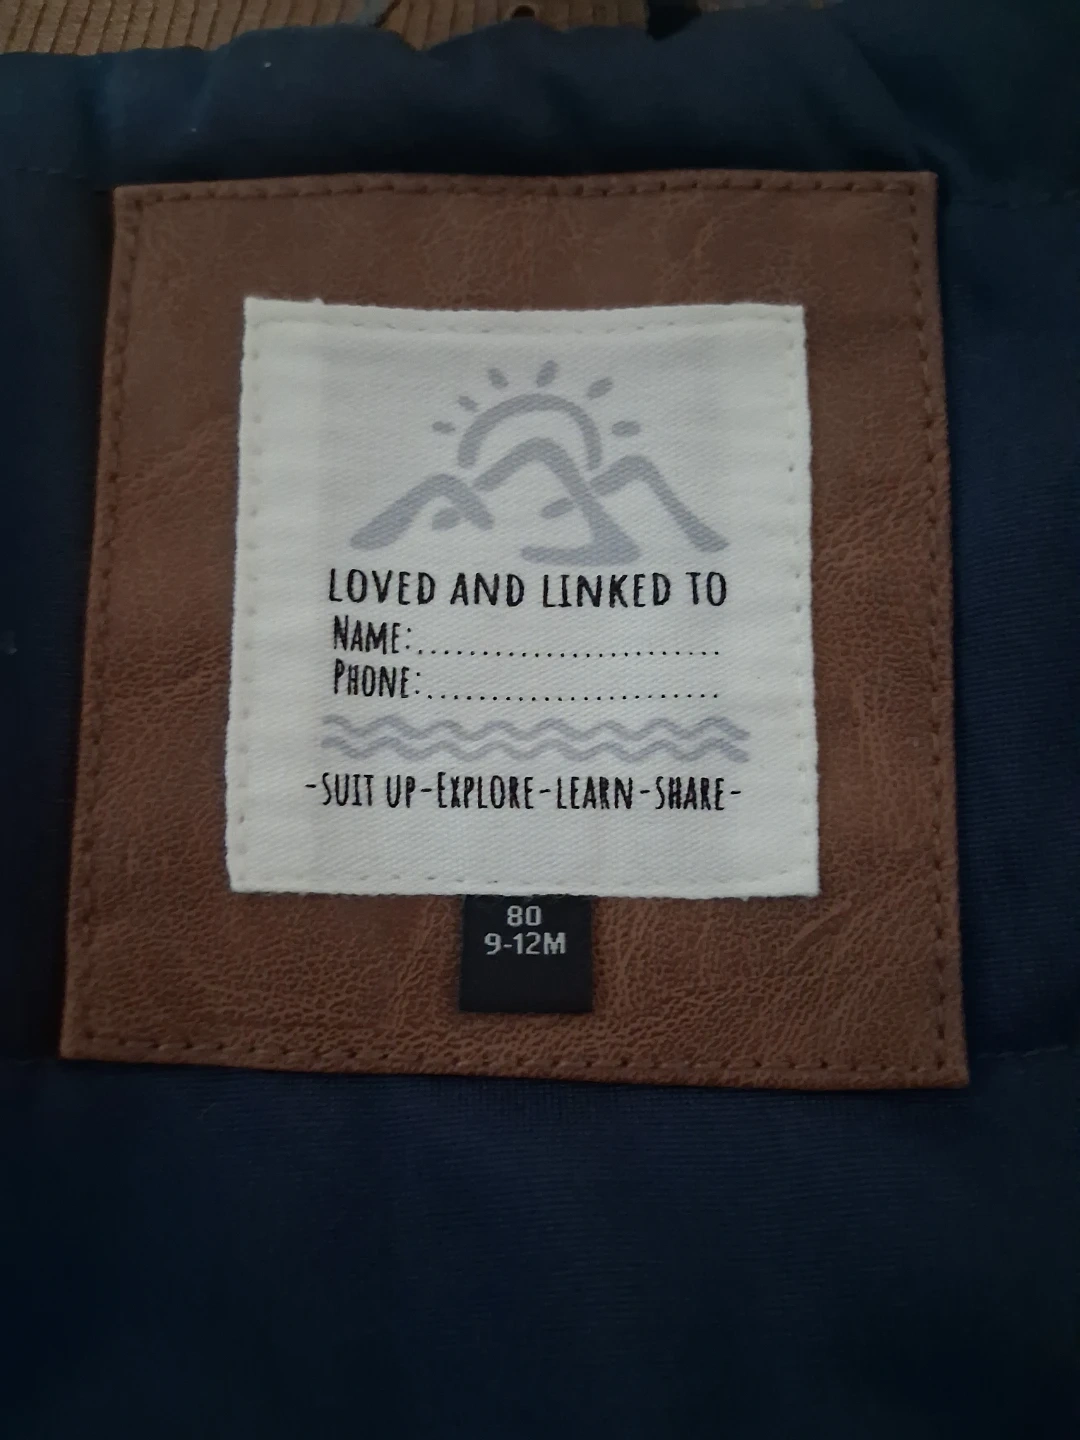 LOVED AND LINKED TO
NAME:........................
PHONE:.......................
-SUIT UP-EXPLORE-LEARN-SHARE-
80
9-12M